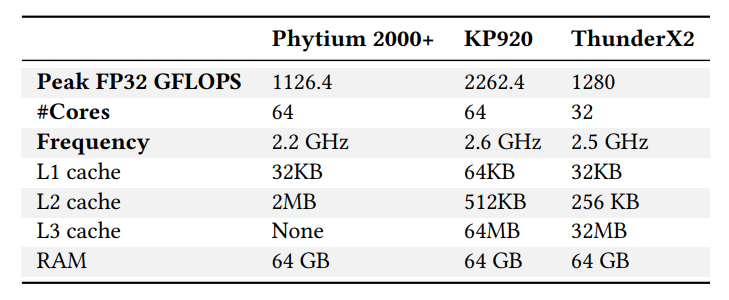 Phytium 2000+ KP920 ThunderX2
Peak FP32 GFLOPS 1126.4 2262.4 1280
#Cores 64 64 32
Frequency 2.2 GHz 2.6 GHz 2.5 GHz
L1 cache 32KB 64KB 32KB
L2 cache 2MB 512KB 256 KB
L3 cache None 64MB 32MB
RAM 64 GB 64 GB 64 GB